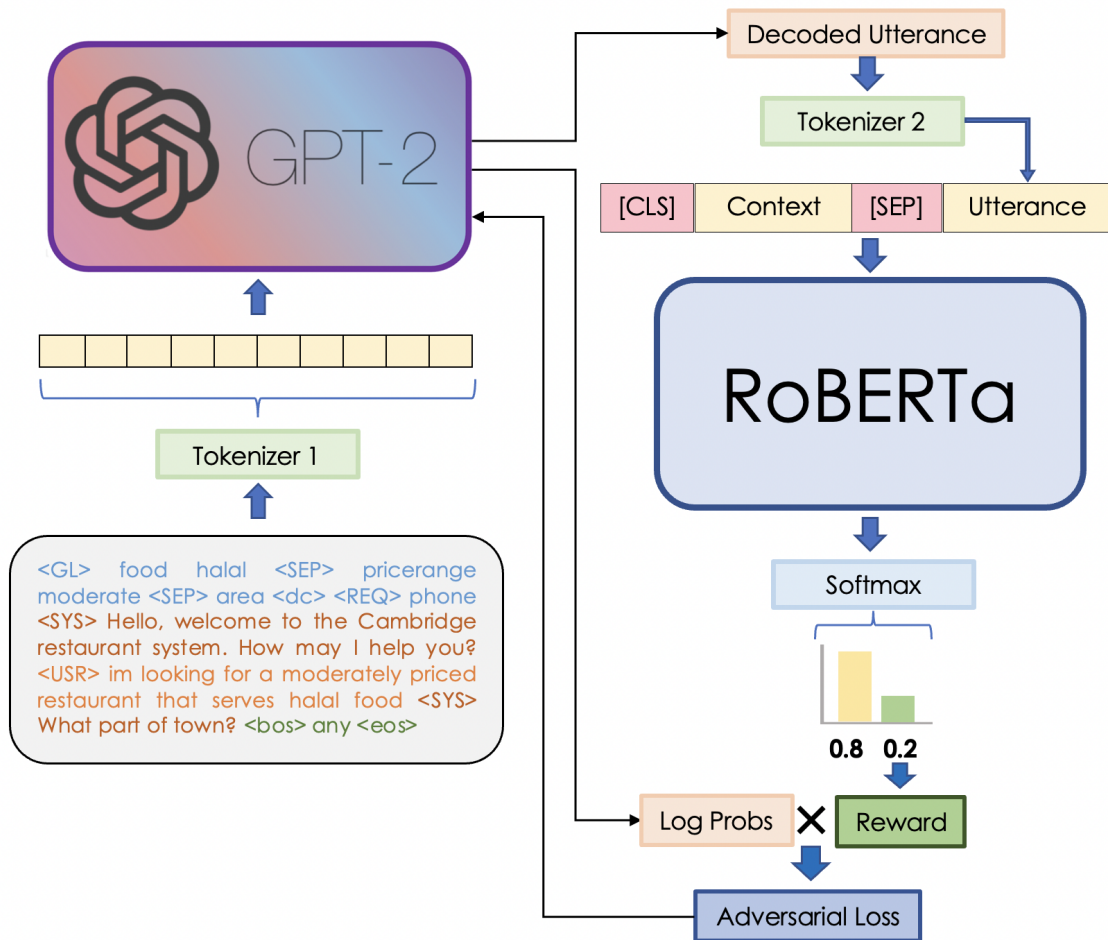 GPT-2
Decoded Utterance
Tokenizer 2
[CLS] Context [SEP] Utterance
RoBERTa
Softmax
0.8 0.2
Log Probs × Reward
Adversarial Loss
Tokenizer 1
<GL> food halal <SEP> pricerange
moderate <SEP> area <dc> <REQ> phone
<SYS> Hello, welcome to the Cambridge
restaurant system. How may I help you?
<USR> im looking for a moderately priced
restaurant that serves halal food <SYS>
What part of town? <bos> any <eos>